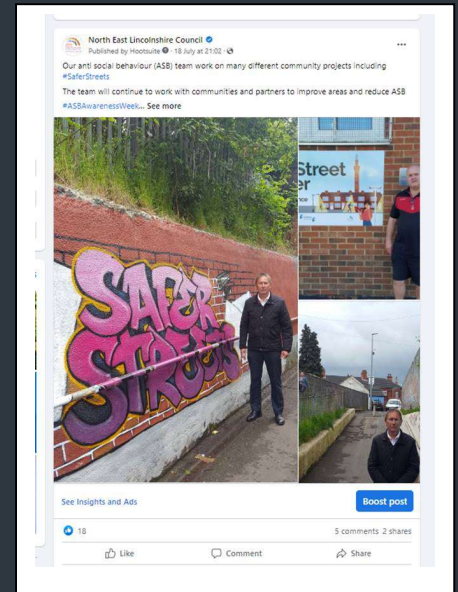 North East Lincolnshire Council
Published by Hootsuite · 18 July at 21:02 ·
Our anti social behaviour (ASB) team work on many different community projects including
#SaferStreets
The team will continue to work with communities and partners to improve areas and reduce ASB
#ASBAwarenessWeek... See more
SAFER
STREETS
Street
er
nce
See Insights and Ads
Boost post
18
5 comments 2 shares
Like
Comment
Share